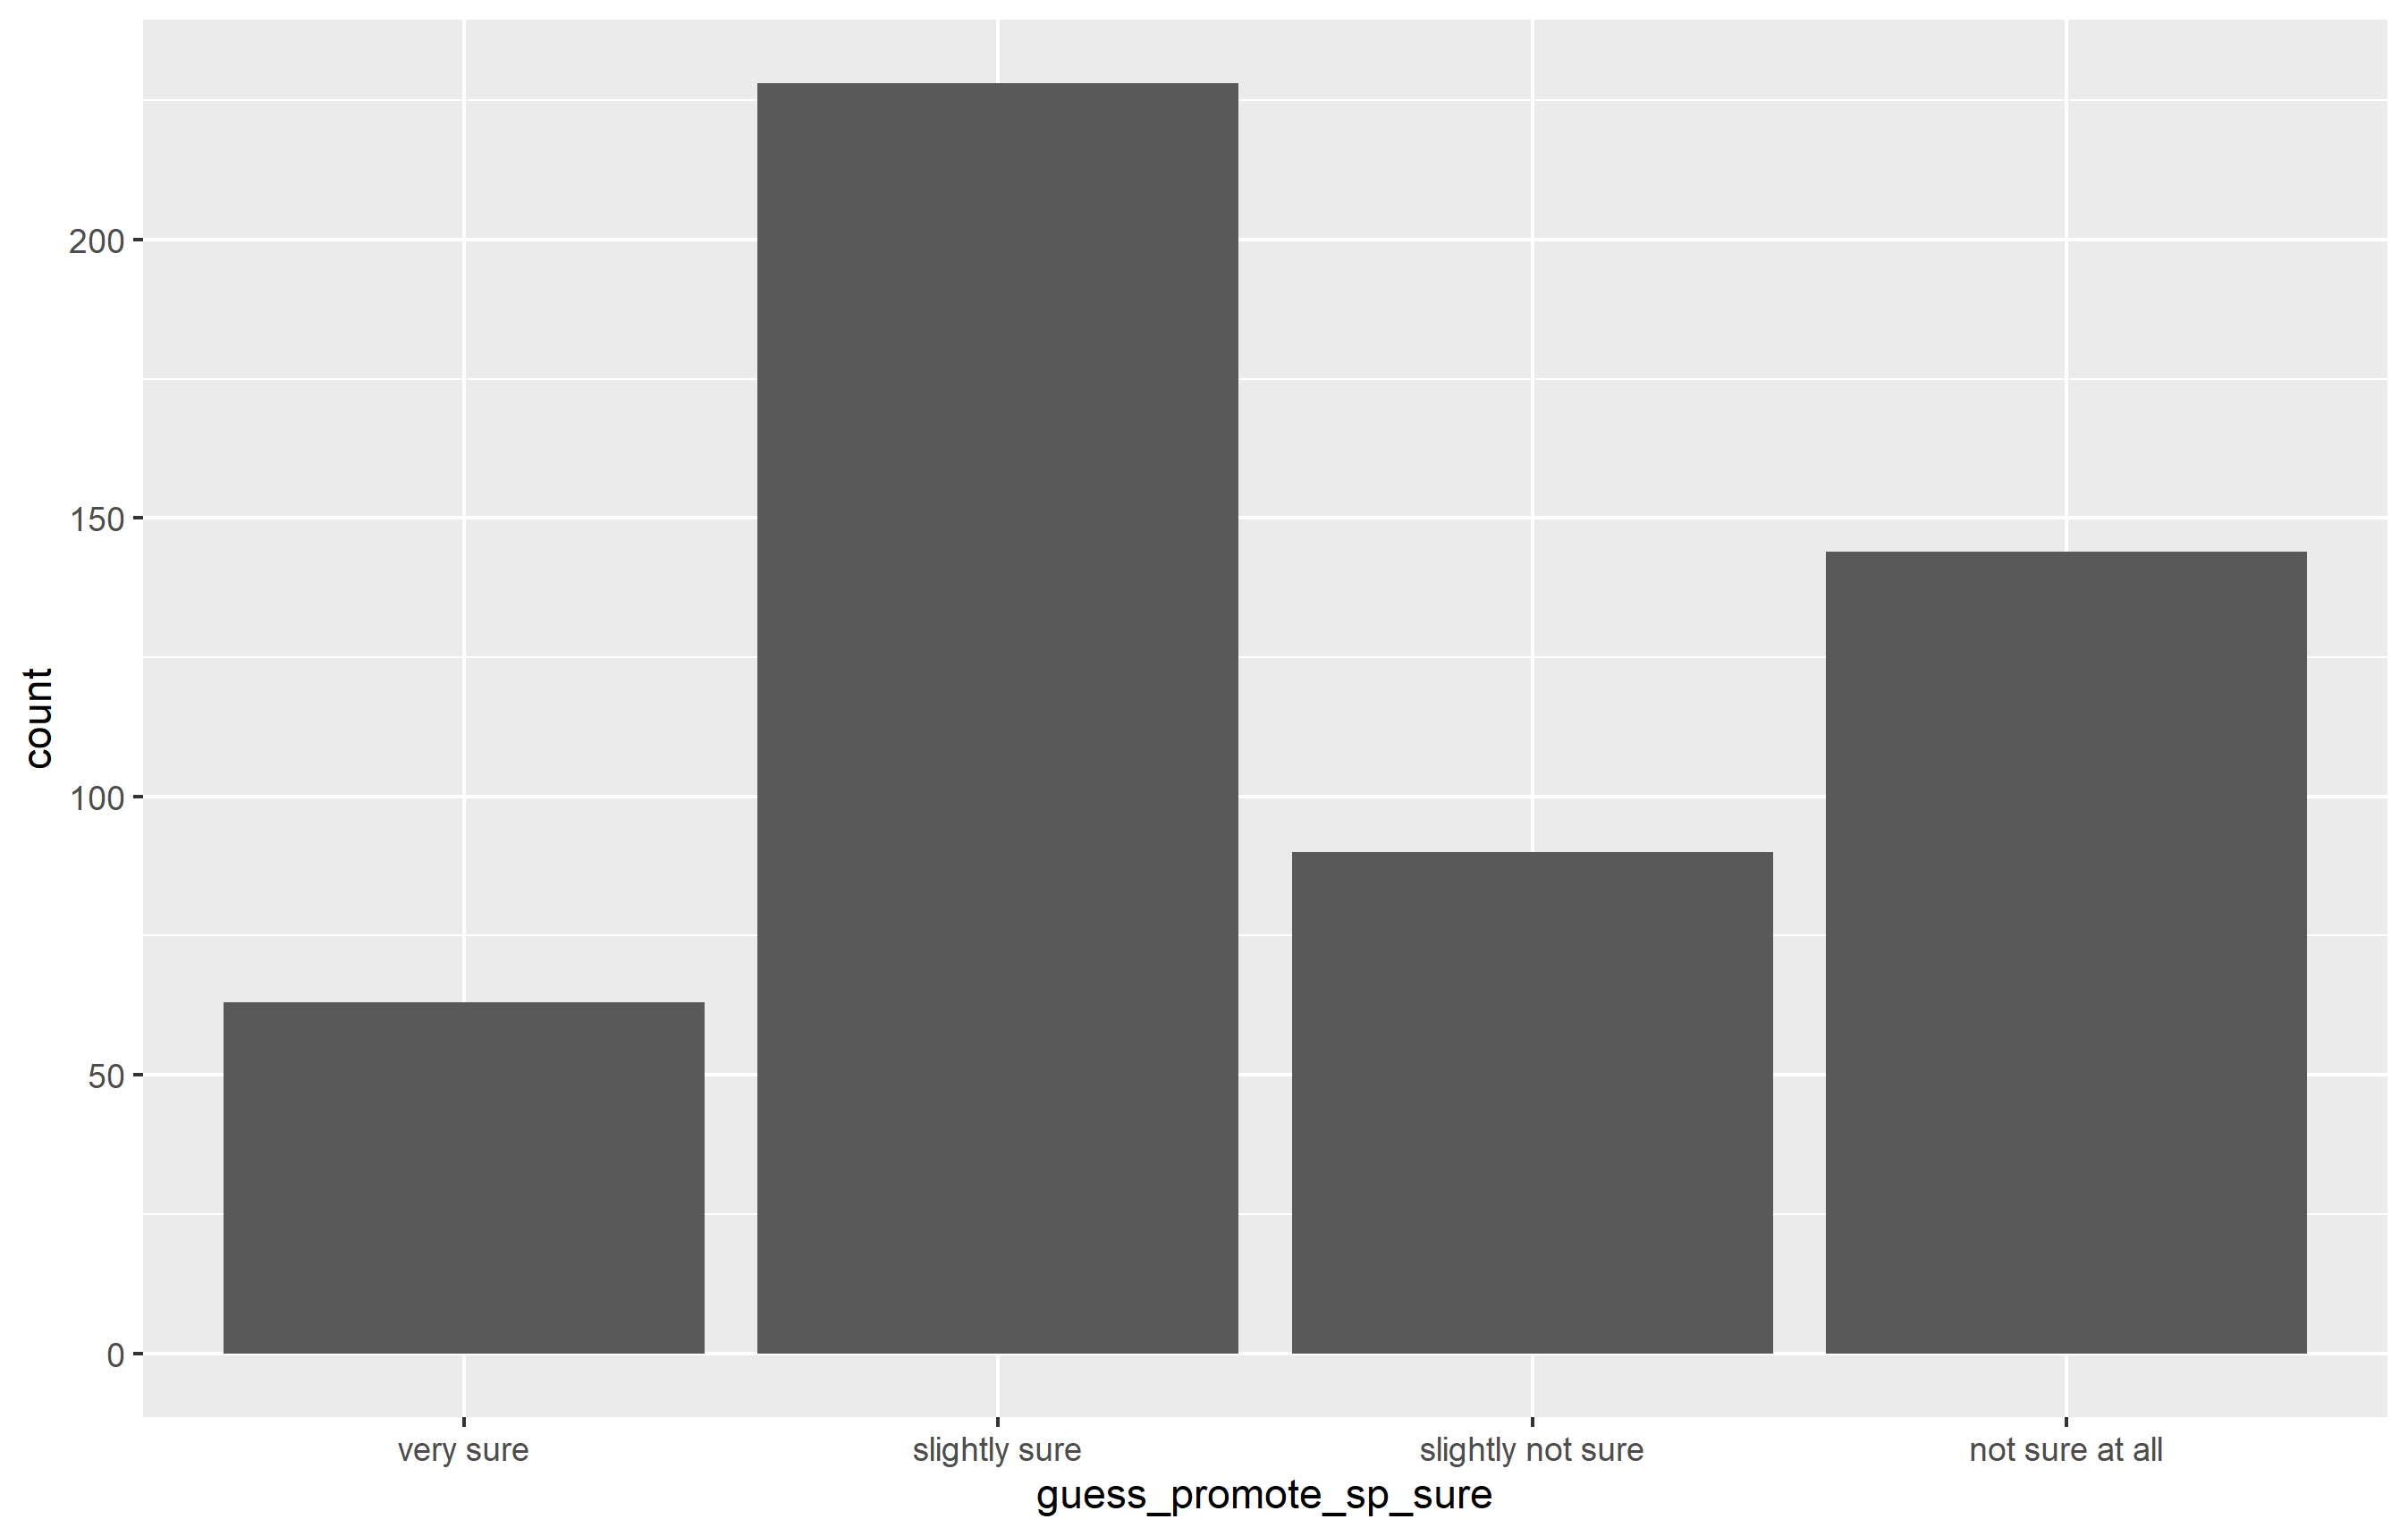 200
150
100
50
0
count
very sure
slightly sure
slightly not sure
not sure at all
guess_promote_sp_sure